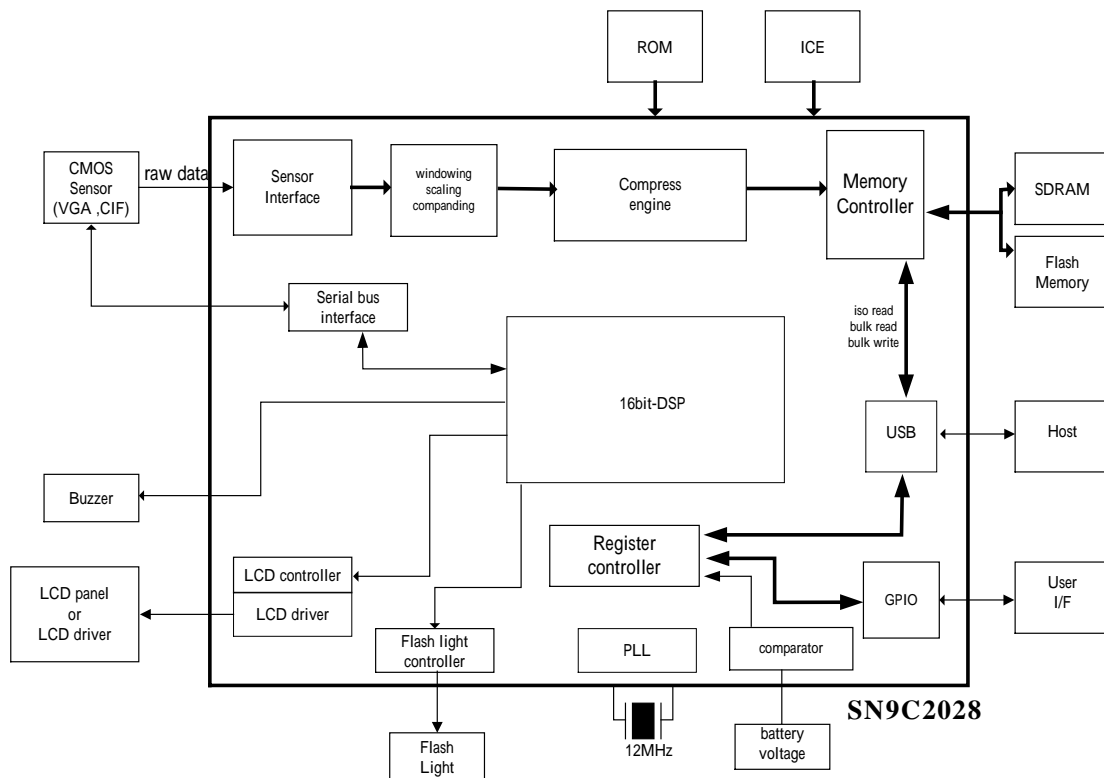 ROM
ICE
CMOS
Sensor
(VGA ,CIF)
raw data
Sensor
Interface
windowing
scaling
companding
Compress
engine
Memory
Controller
SDRAM
Flash
Memory
Serial bus
interface
iso read
bulk read
bulk write
16bit-DSP
USB
Host
Buzzer
Register
controller
LCD controller
LCD driver
LCD panel
or
LCD driver
GPIO
User
I/F
Flash light
controller
PLL
comparator
SN9C2028
12MHz
battery
voltage
Flash
Light